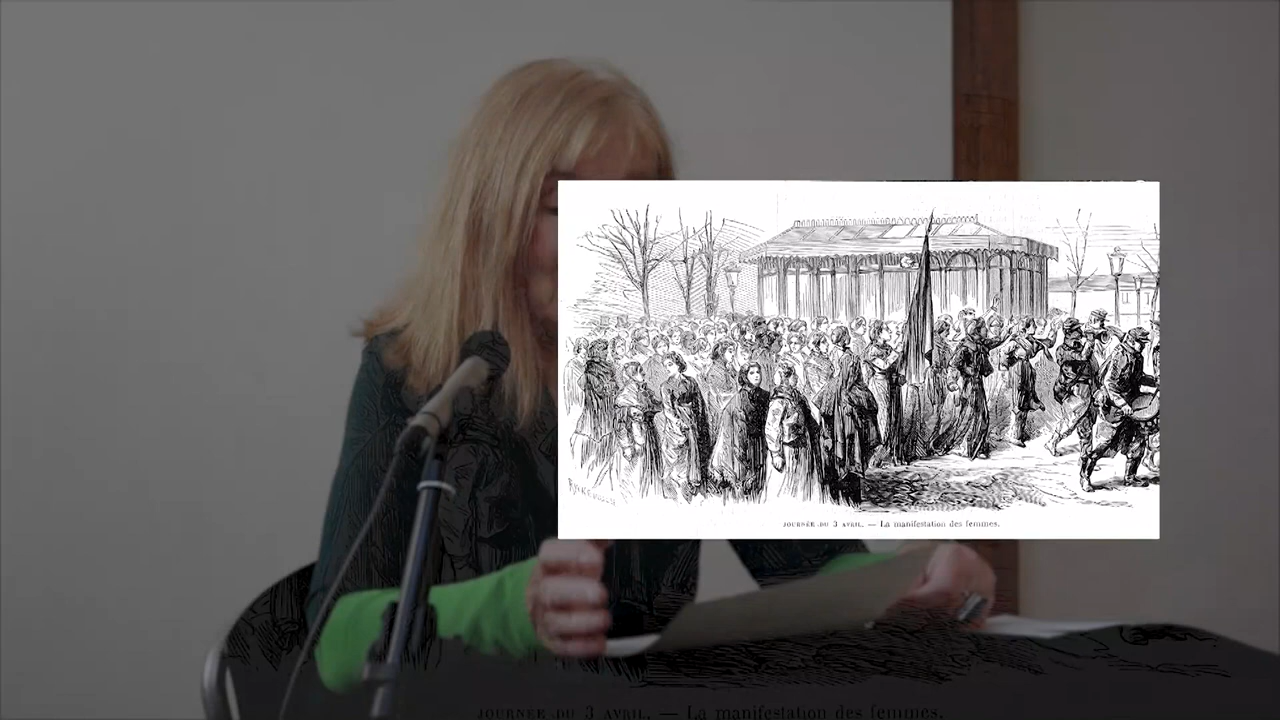 JOURNÉE DU 3 AVRIL. — La manifestation des femmes.
JOURNÉE DU 3 AVRIL. — La manifestation des femmes.